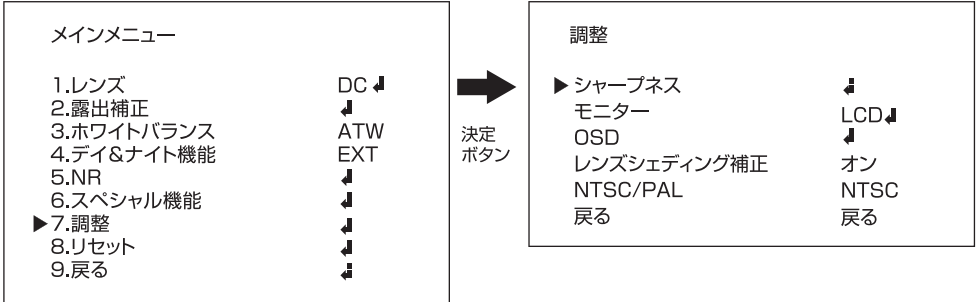 メインメニュー
1.レンズ DC
2.露出補正
3.ホワイトバランス ATW
4.デイ&ナイト機能 EXT
5.NR
6.スペシャル機能
▶7.調整
8.リセット
9.戻る
決定
ボタン
調整
▶シャープネス
モニター LCD
OSD
レンズシェディング補正 オン
NTSC/PAL NTSC
戻る 戻る